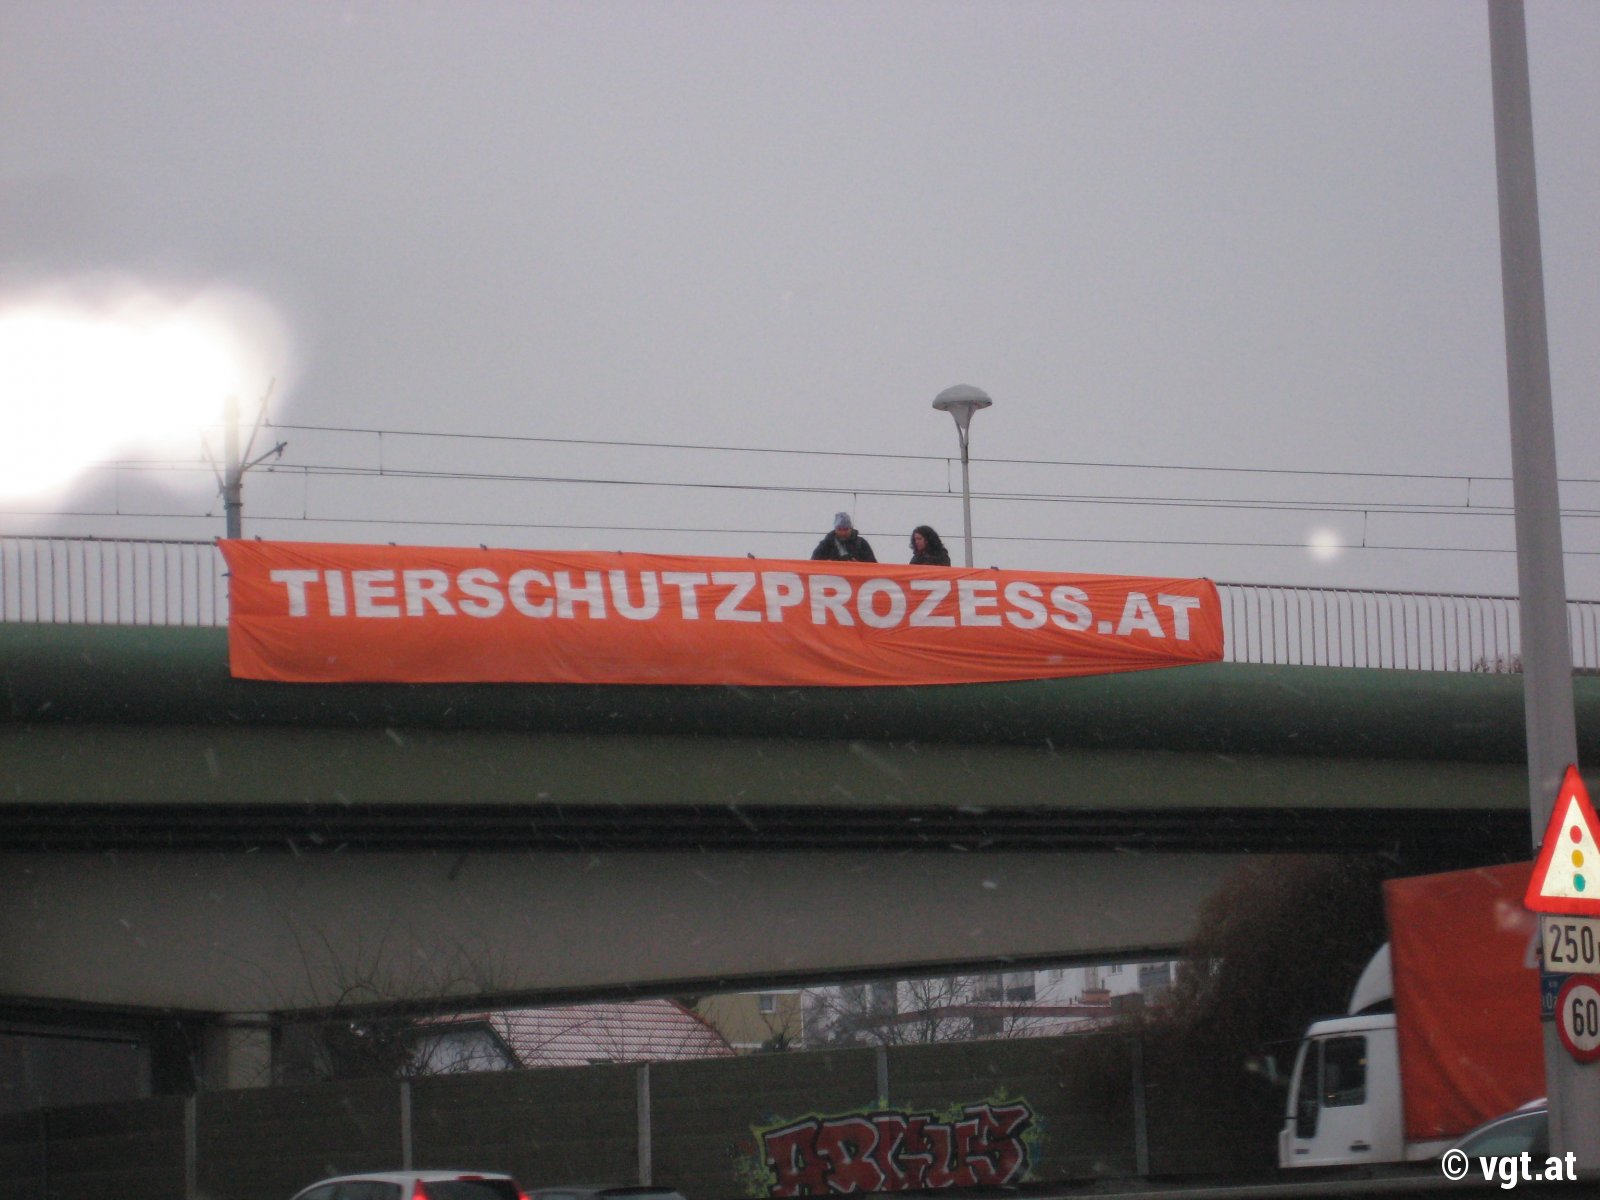 TIERSCHUTZPROZESS.AT
250
60
© vgt.at